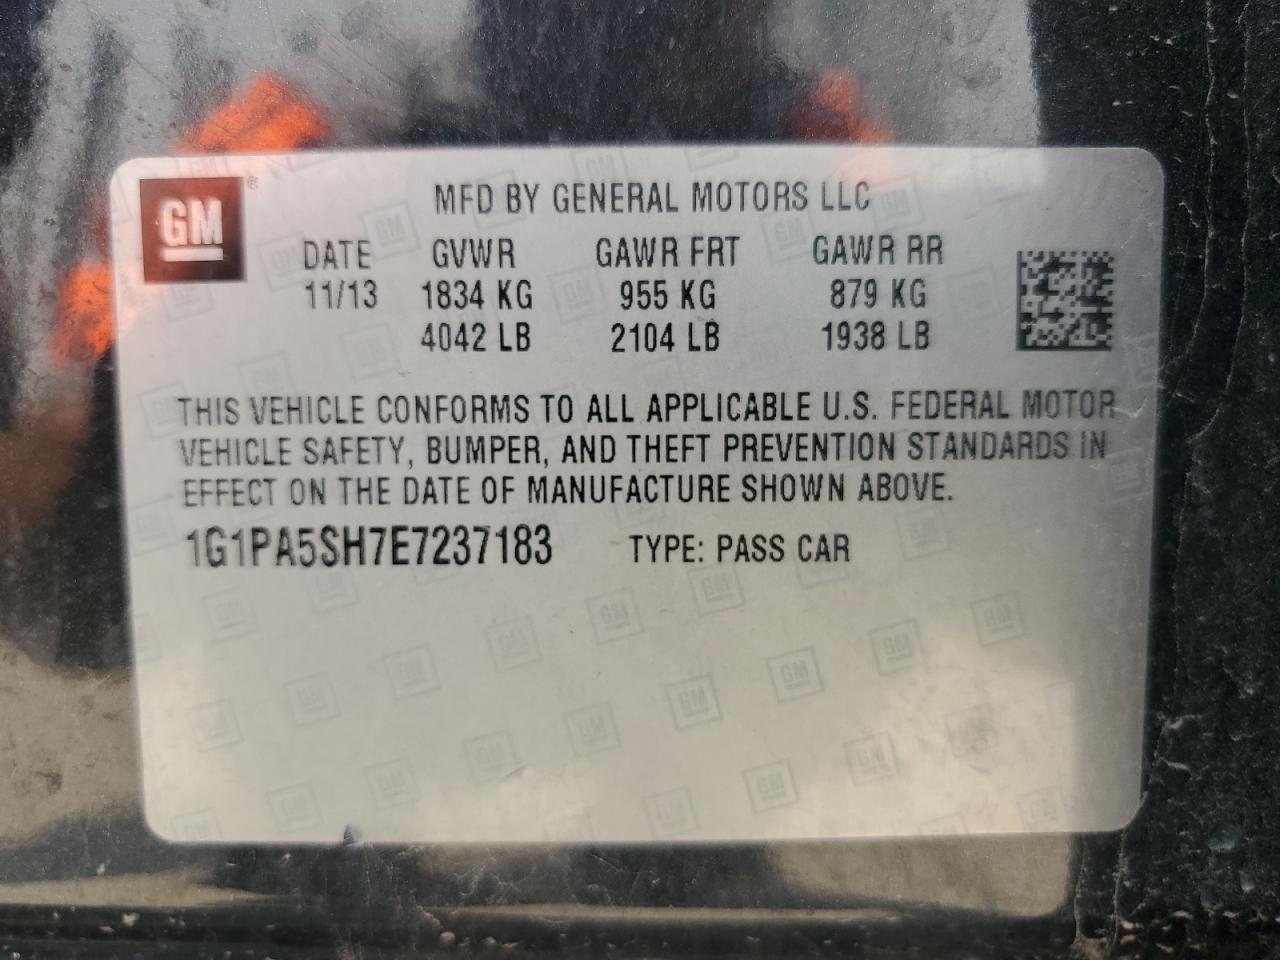 GM®
MFD BY GENERAL MOTORS LLC
DATE GVWR GAWR FRT GAWR RR
11/13 1834 KG 955 KG 879 KG
4042 LB 2104 LB 1938 LB
THIS VEHICLE CONFORMS TO ALL APPLICABLE U.S. FEDERAL MOTOR
VEHICLE SAFETY, BUMPER, AND THEFT PREVENTION STANDARDS IN
EFFECT ON THE DATE OF MANUFACTURE SHOWN ABOVE.
1G1PA5SH7E7237183 TYPE: PASS CAR